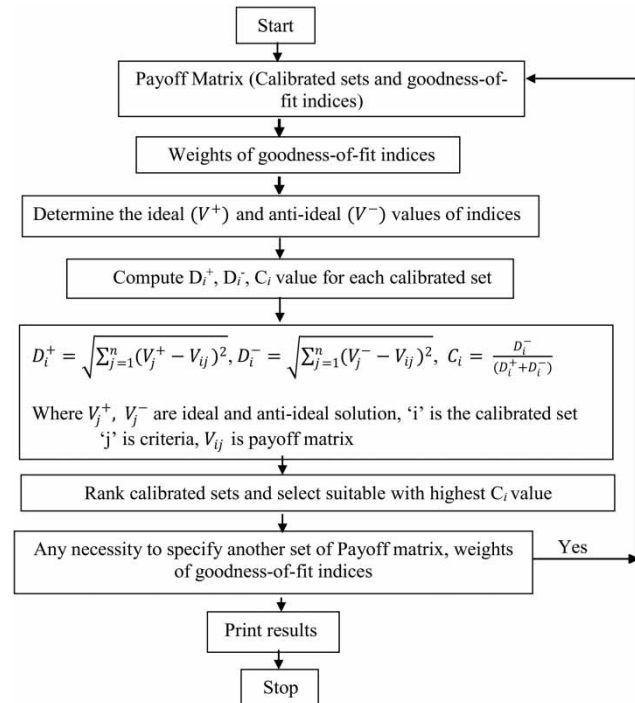 Start
Payoff Matrix (Calibrated sets and goodness-of-
fit indices)
Weights of goodness-of-fit indices
Determine the ideal (V⁺) and anti-ideal (V⁻) values of indices
Compute Dᵢ⁺, Dᵢ⁻, Cᵢ value for each calibrated set
Dᵢ⁺ = √(∑ⱼ₌₁ⁿ(Vⱼ⁺ − Vᵢⱼ)²), Dᵢ⁻ = √(∑ⱼ₌₁ⁿ(Vⱼ⁻ − Vᵢⱼ)²), Cᵢ = Dᵢ⁻/(Dᵢ⁺+Dᵢ⁻)
Where Vⱼ⁺, Vⱼ⁻ are ideal and anti-ideal solution, ‘i’ is the calibrated set
‘j’ is criteria, Vᵢⱼ is payoff matrix
Rank calibrated sets and select suitable with highest Cᵢ value
Any necessity to specify another set of Payoff matrix, weights
of goodness-of-fit indices
Yes
Print results
Stop